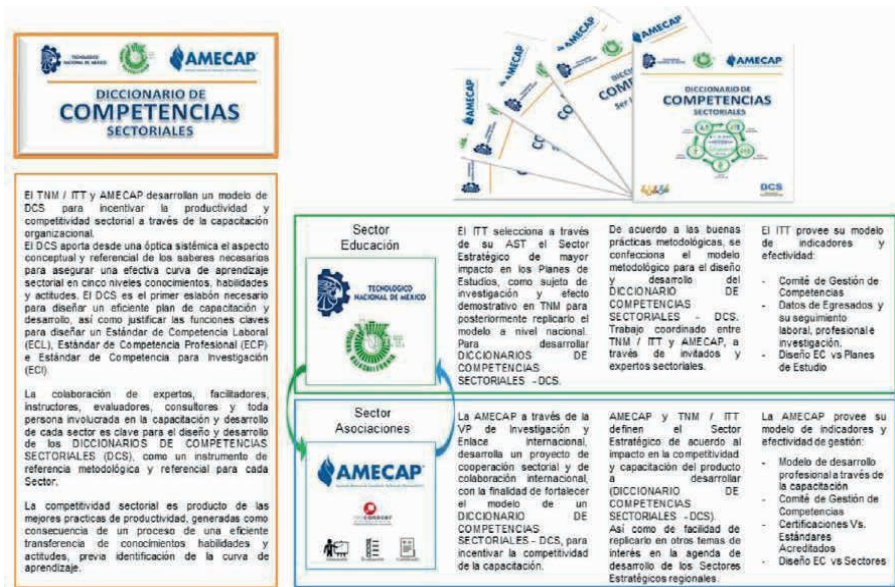 TECNOLÓGICO
NACIONAL DE MÉXICO
AMECAP
DICCIONARIO DE
COMPETENCIAS
SECTORIALES
El TNM / ITT y AMECAP desarrollan un modelo de
DCS para incentivar la productividad y
competitividad sectorial a través de la capacitación
organizacional.
El DCS aporta desde una óptica sistémica el aspecto
conceptual y referencial de los saberes necesarios
para asegurar una efectiva curva de aprendizaje
sectorial en cinco niveles conocimientos, habilidades
y actitudes. El DCS es el primer eslabón necesario
para diseñar un eficiente plan de capacitación y
desarrollo, así como justificar las funciones claves
para diseñar un Estándar de Competencia Laboral
(ECL), Estándar de Competencia Profesional (ECP)
e Estándar de Competencia para Investigación
(ECI).
La colaboración de expertos, facilitadores,
instructores, evaluadores, consultores y toda
persona involucrada en la capacitación y desarrollo
de cada sector es clave para el diseño y desarrollo
de los DICCIONARIOS DE COMPETENCIAS
SECTORIALES (DCS), como un instrumento de
referencia metodológica y referencial para cada
Sector.
La competitividad sectorial es producto de las
mejores practicas de productividad, generadas como
consecuencia de un proceso de una eficiente
transferencia de conocimientos habilidades y
actitudes, previa identificación de la curva de
aprendizaje.
AMECAP
AMECAP
AMECAP
DICCIONARIO DE
COMPETENCIAS
SECTORIALES
DCS
Sector
Educación
TECNOLÓGICO
NACIONAL DE MÉXICO
El ITT selecciona a través
de su AST el Sector
Estratégico de mayor
impacto en los Planes de
Estudios, como sujeto de
investigación y efecto
demostrativo en TNM para
posteriormente replicarlo el
modelo a nivel nacional.
Para desarrollar
DICCIONARIOS DE
COMPETENCIAS
SECTORIALES - DCS.
De acuerdo a las buenas
prácticas metodológicas, se
confecciona el modelo
metodológico para el diseño
y desarrollo del
DICCIONARIO DE
COMPETENCIAS
SECTORIALES - DCS.
Trabajo coordinado entre
TNM / ITT y AMECAP, a
través de invitados y
expertos sectoriales.
El ITT provee su modelo
de indicadores y
efectividad:
- Comité de Gestión de
Competencias
- Datos de Egresados y
su seguimiento
laboral, profesional e
investigación.
- Diseño EC vs Planes
de Estudio
Sector
Asociaciones
AMECAP
La AMECAP a través de la
VP de Investigación y
Enlace Internacional,
desarrolla un proyecto de
cooperación sectorial y de
colaboración internacional,
con la finalidad de fortalecer
el modelo de un
DICCIONARIO DE
COMPETENCIAS
SECTORIALES - DCS, para
incentivar la competitividad
de la capacitación.
AMECAP y TNM / ITT
definen el Sector
Estratégico de acuerdo al
impacto en la competitividad
y capacitación del producto
a desarrollar
(DICCIONARIO DE
COMPETENCIAS
SECTORIALES - DCS).
Así como de facilidad de
replicarlo en otros temas de
interés en la agenda de
desarrollo de los Sectores
Estratégicos regionales.
La AMECAP provee su
modelo de indicadores y
efectividad de gestión:
- Modelo de desarrollo
profesional a través de
la capacitación
- Comité de Gestión de
Competencias
- Certificaciones Vs.
Estándares
Acreditados
- Diseño EC vs Sectores